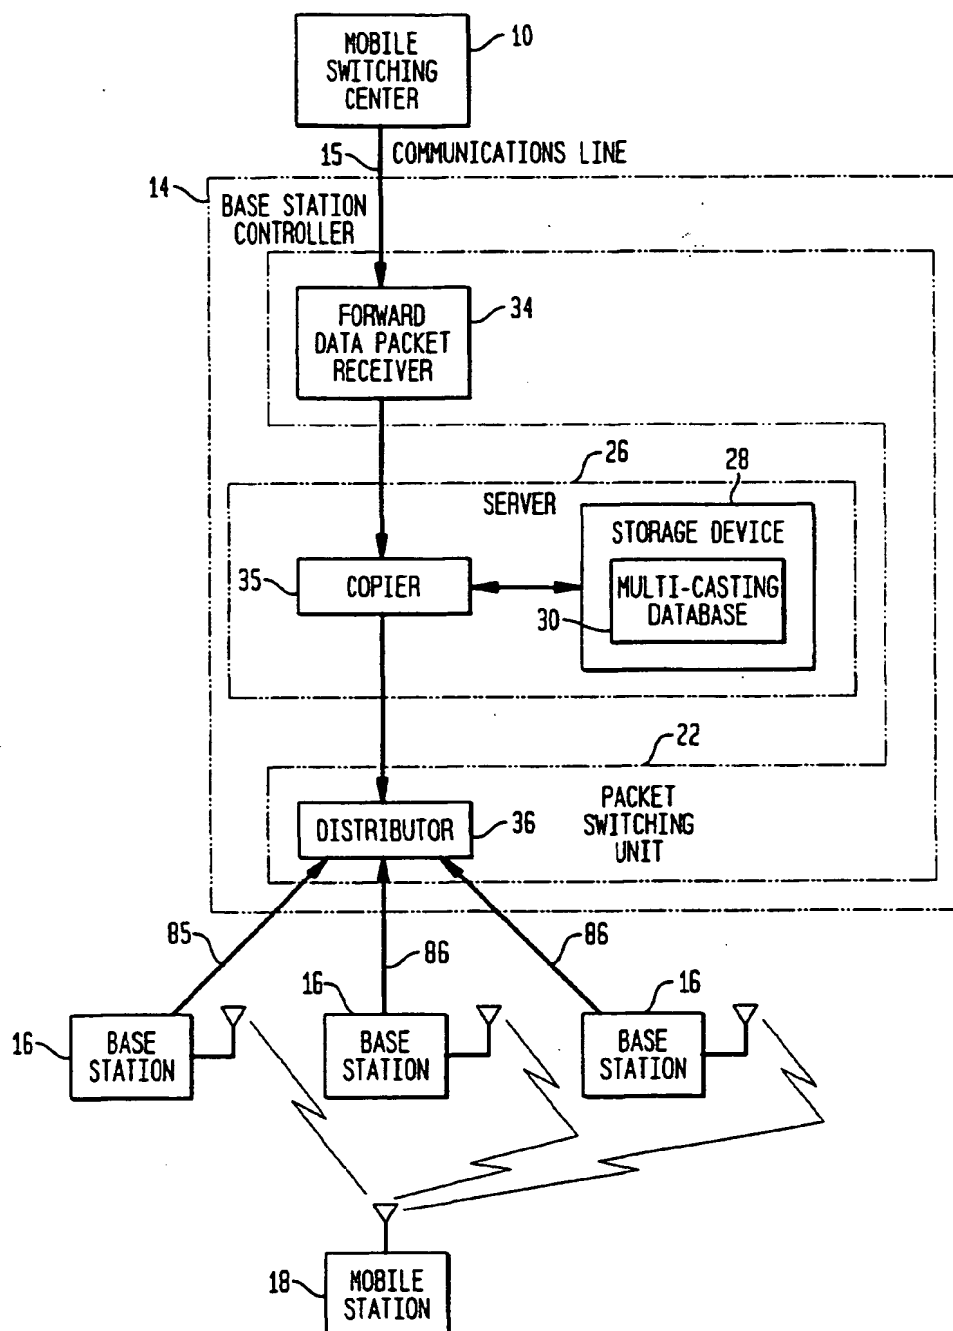 MOBILE
SWITCHING
CENTER
10
15
COMMUNICATIONS LINE
14
BASE STATION
CONTROLLER
FORWARD
DATA PACKET
RECEIVER
34
26
SERVER
28
STORAGE DEVICE
MULTI-CASTING
DATABASE
30
35
COPIER
22
PACKET
SWITCHING
UNIT
DISTRIBUTOR
36
85
86
86
16
BASE
STATION
16
BASE
STATION
16
BASE
STATION
18
MOBILE
STATION